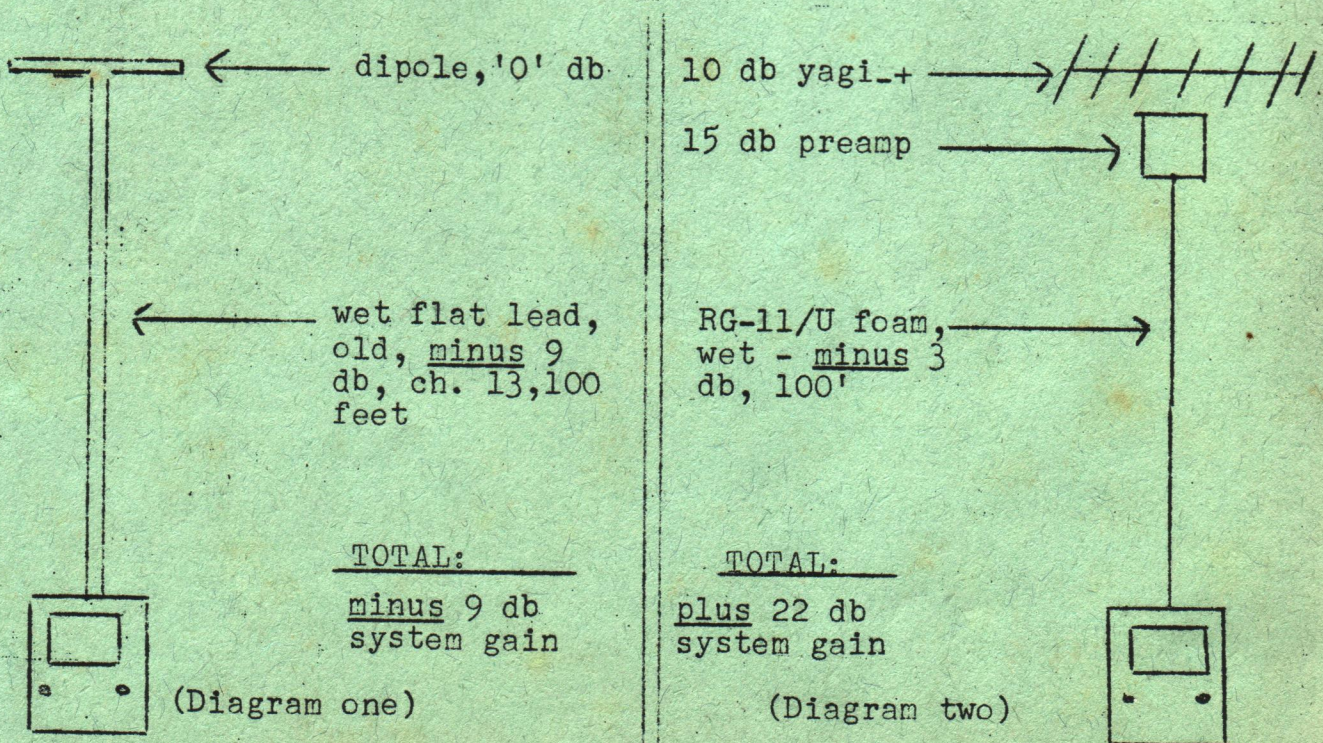 dipole,'0' db
wet flat lead,
old, minus 9
db, ch. 13,100
feet
TOTAL:
minus 9 db
system gain
(Diagram one)
10 db yagi-+
15 db preamp
RG-11/U foam,
wet - minus 3
db, 100'
TOTAL:
plus 22 db
system gain
(Diagram two)